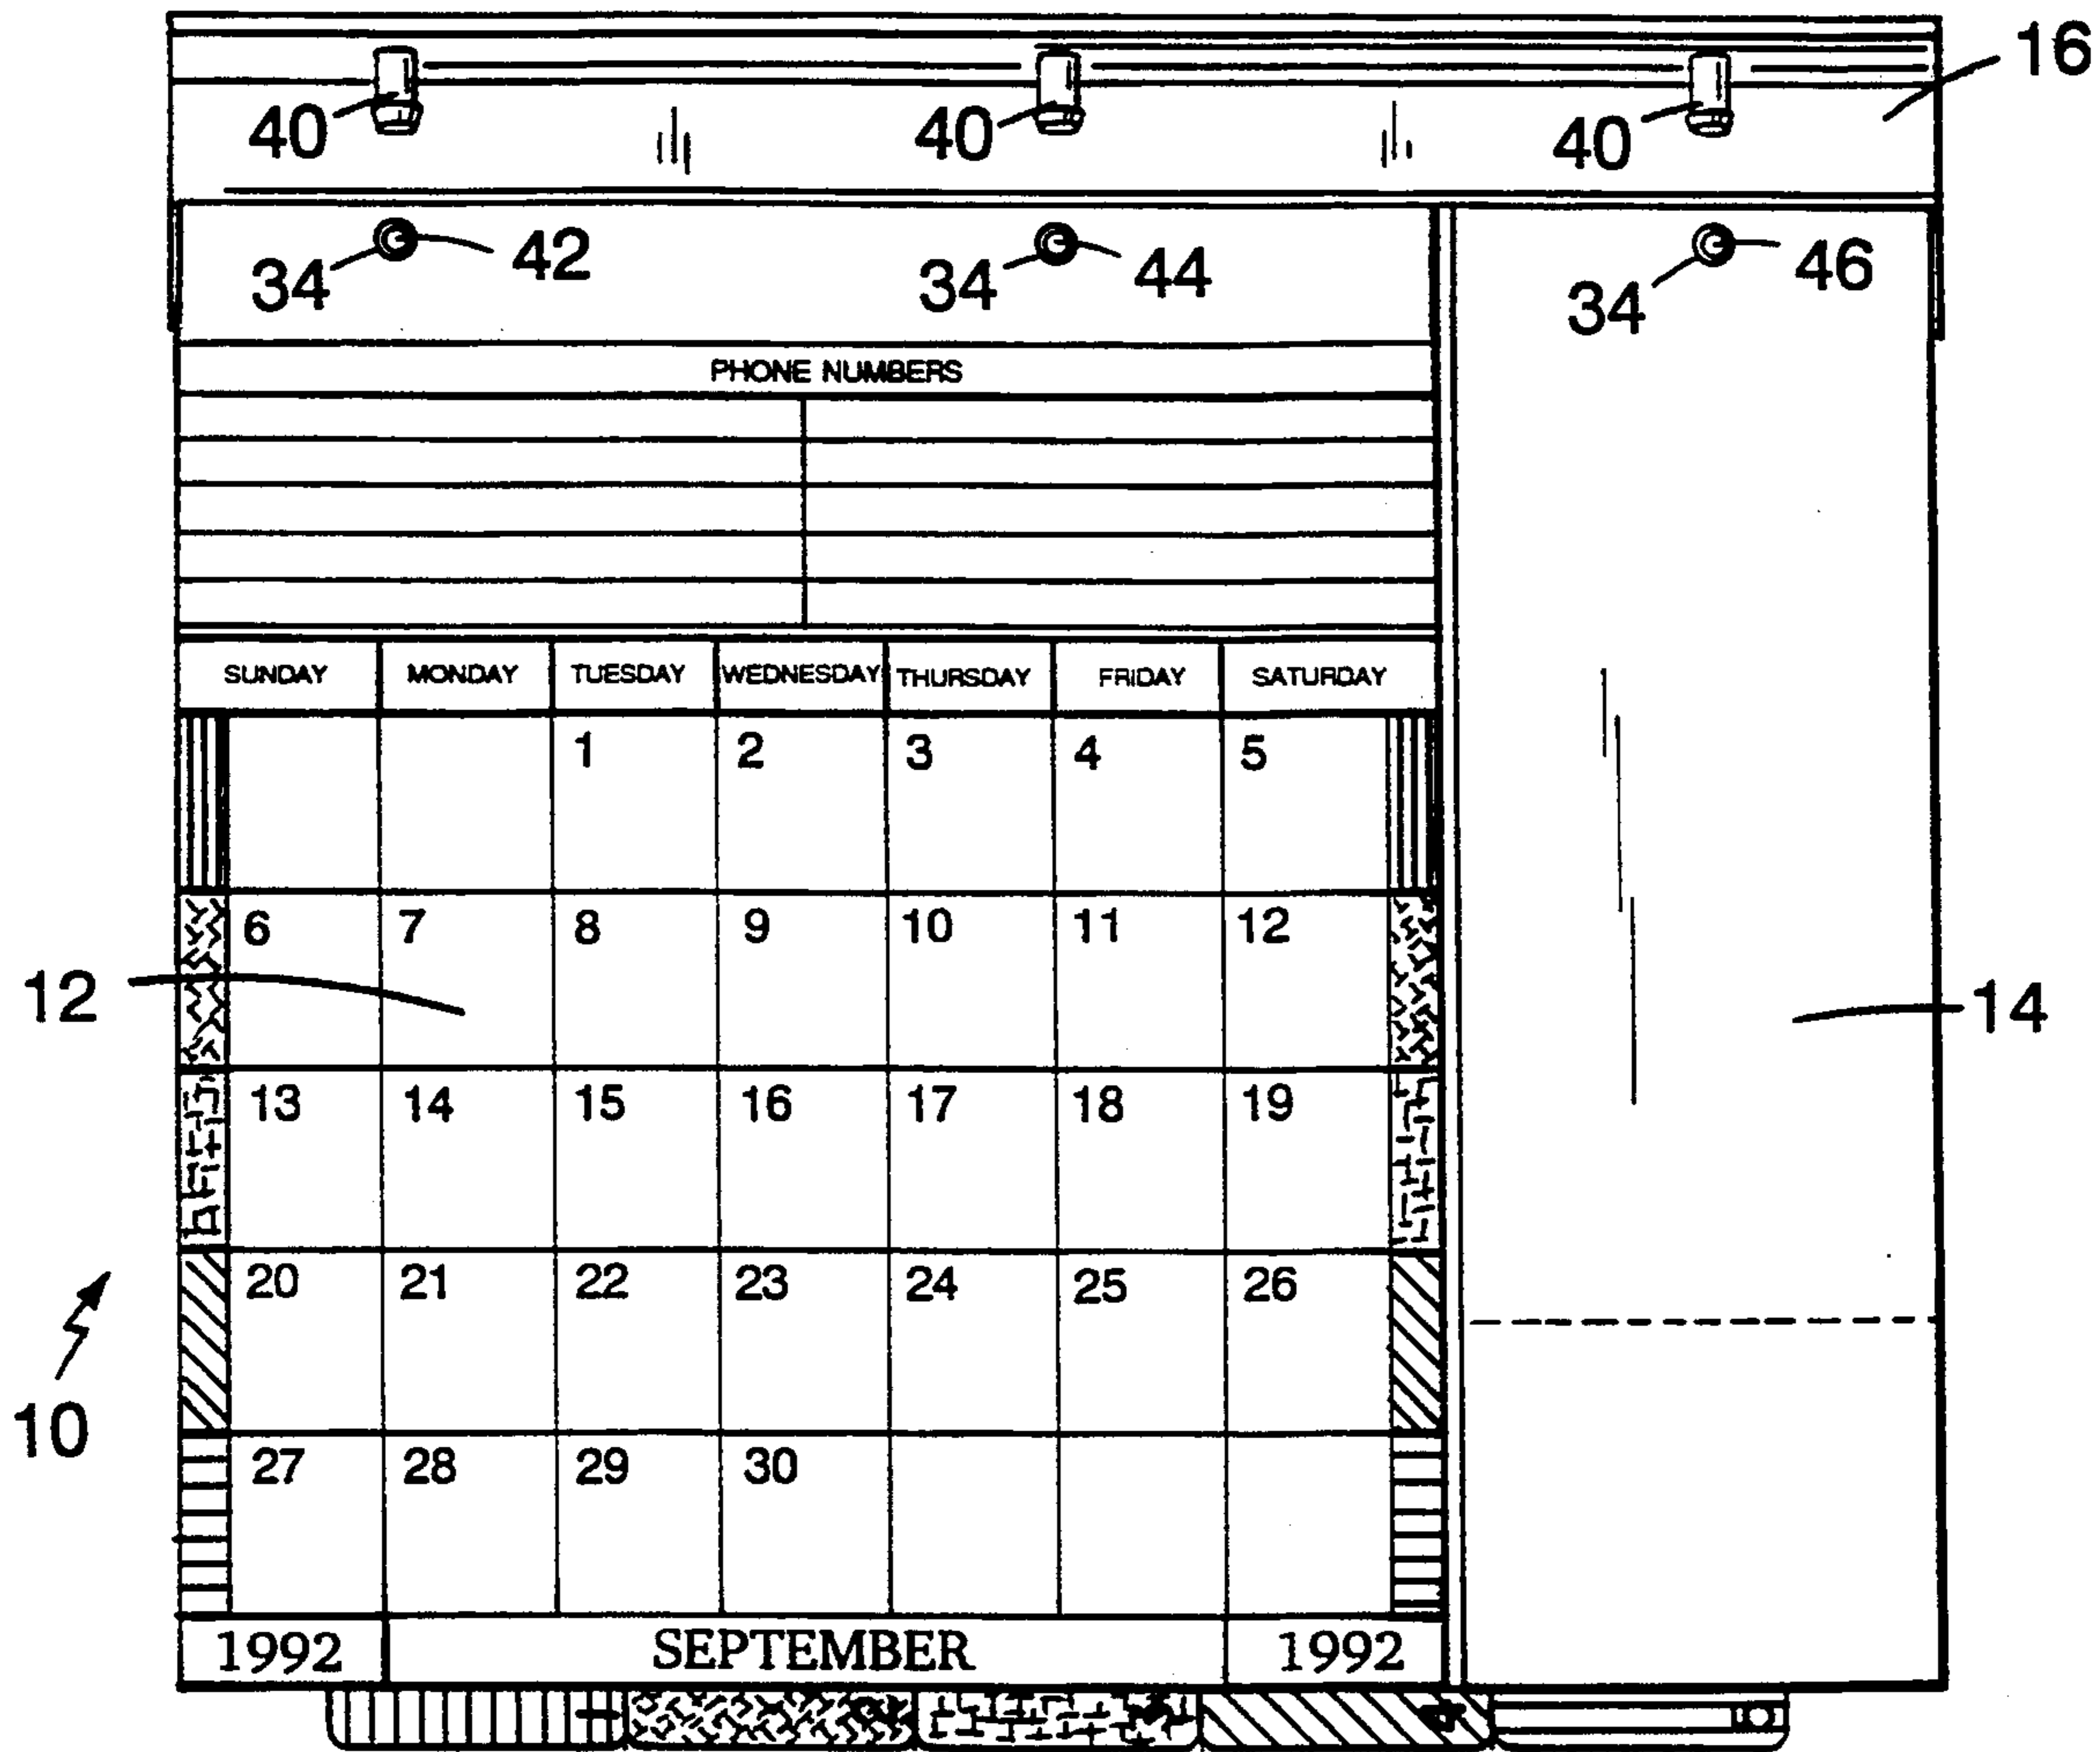 16
40 40 40
34 42 34 44 34 46
PHONE NUMBERS
SUNDAY MONDAY TUESDAY WEDNESDAY THURSDAY FRIDAY SATURDAY
1 2 3 4 5
6 7 8 9 10 11 12
12 14
13 14 15 16 17 18 19
20 21 22 23 24 25 26
10
27 28 29 30
1992 SEPTEMBER 1992